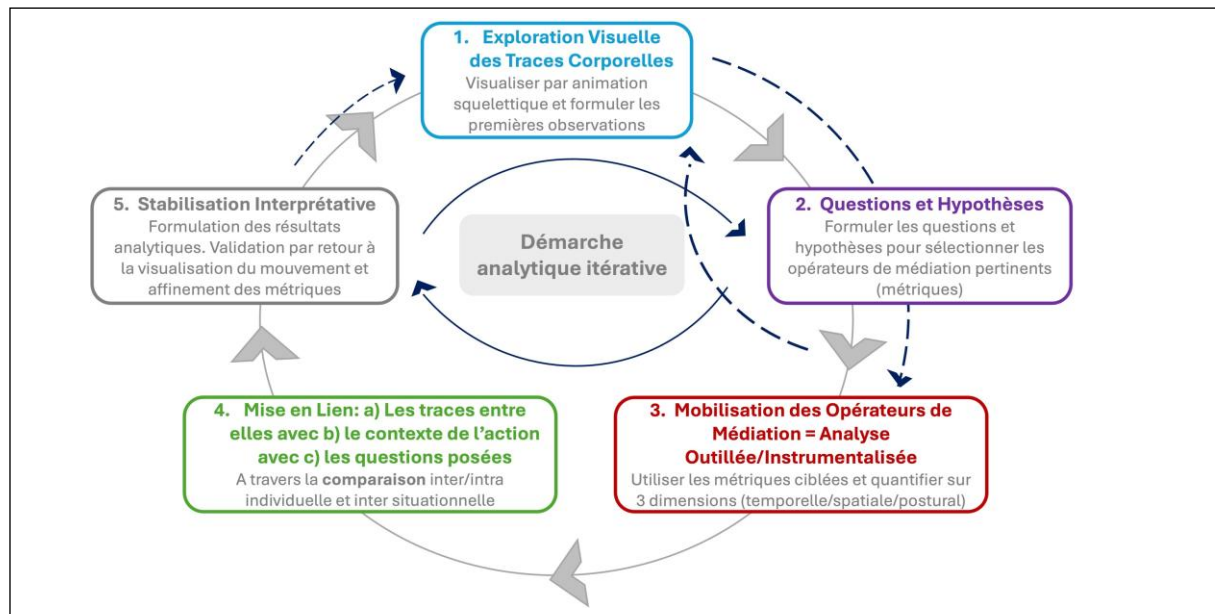 1. Exploration Visuelle
des Traces Corporelles
Visualiser par animation
squelettique et formuler les
premières observations
2. Questions et Hypothèses
Formuler les questions et
hypothèses pour sélectionner les
opérateurs de médiation pertinents
(métriques)
3. Mobilisation des Opérateurs de
Médiation = Analyse
Outillée/Instrumentalisée
Utiliser les métriques ciblées et quantifier sur
3 dimensions (temporelle/spatiale/postural)
4. Mise en Lien: a) Les traces entre
elles avec b) le contexte de l'action
avec c) les questions posées
A travers la comparaison inter/intra
individuelle et inter situationnelle
5. Stabilisation Interprétative
Formulation des résultats
analytiques. Validation par retour à
la visualisation du mouvement et
affinement des métriques
Démarche
analytique itérative